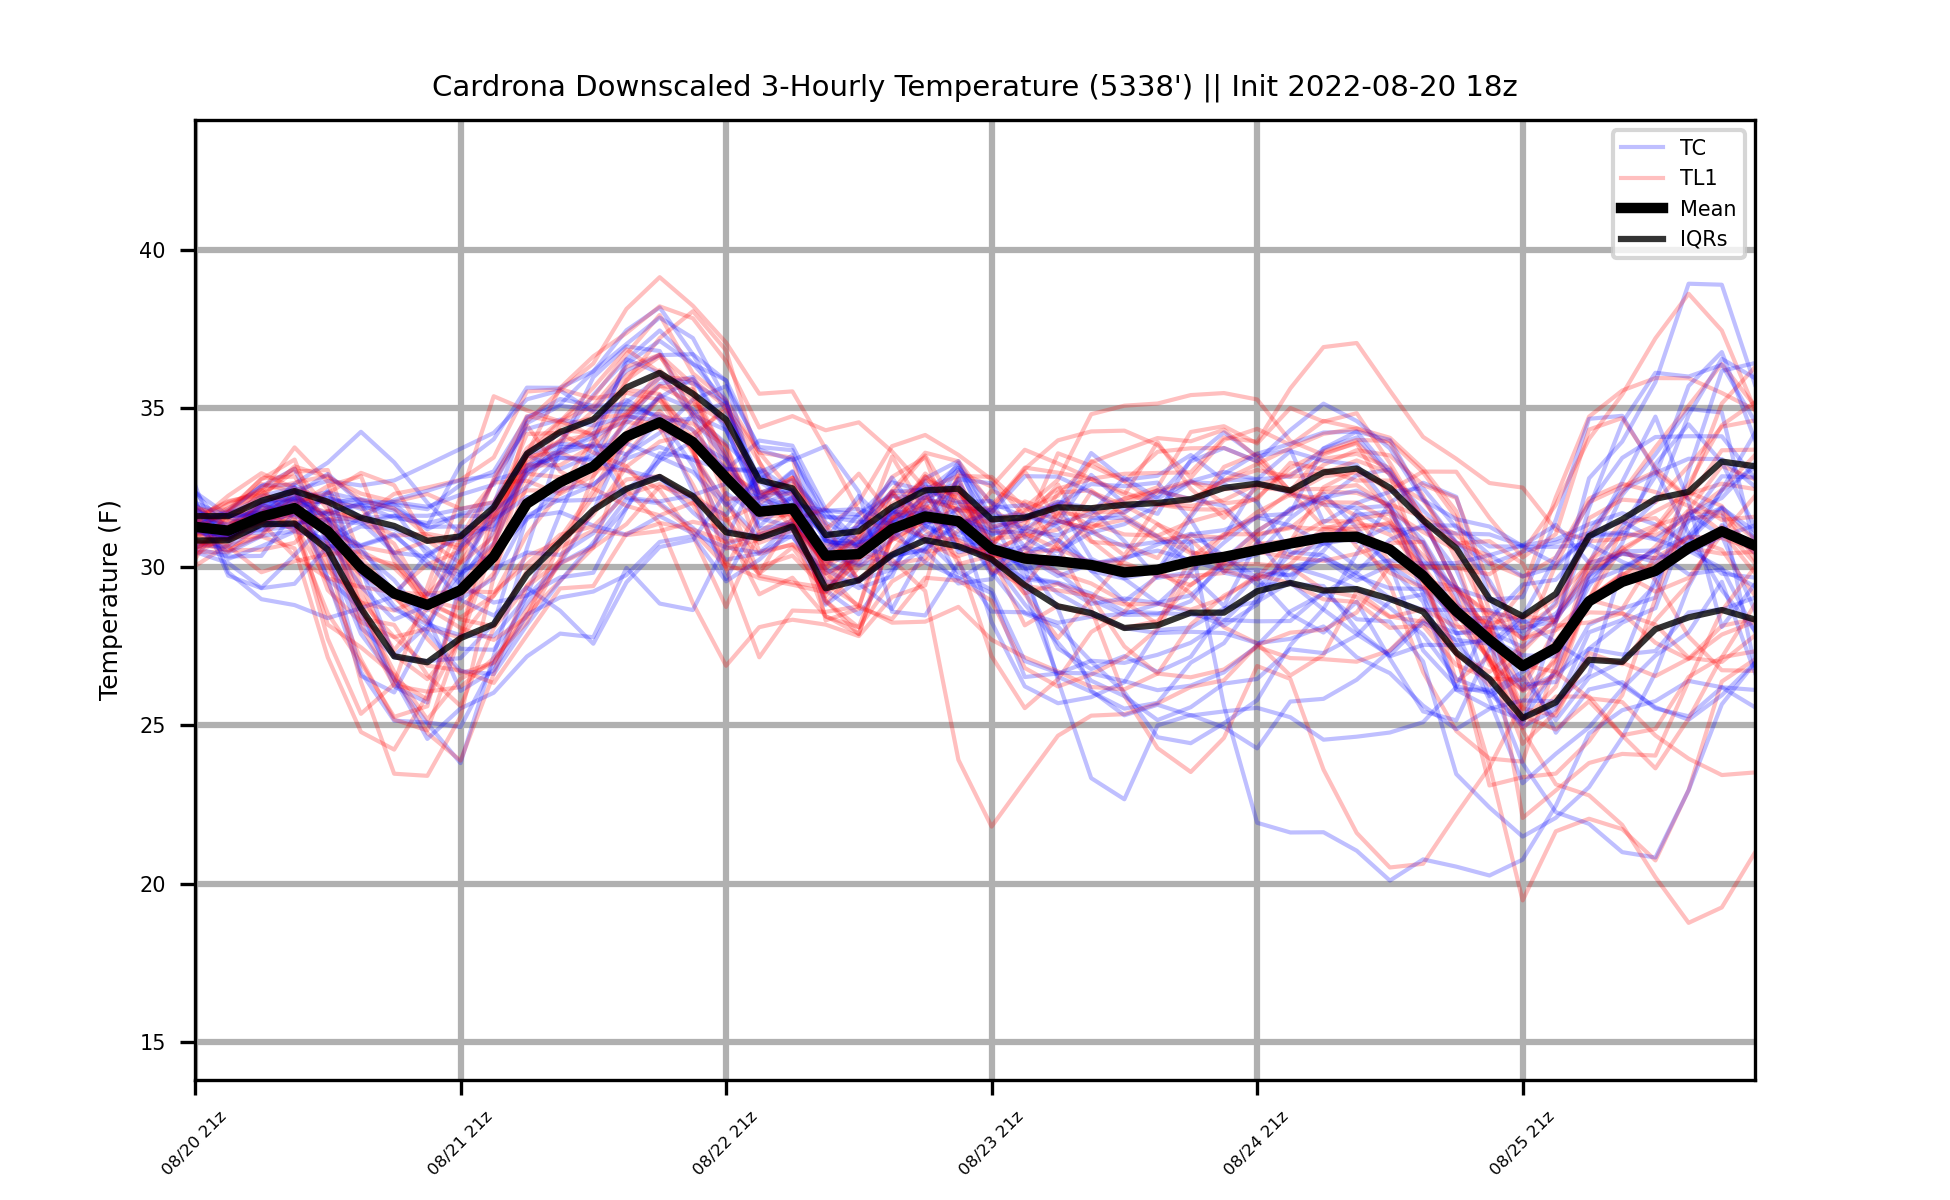 Cardrona Downscaled 3-Hourly Temperature (5338') || Init 2022-08-20 18z
TC
TL1
Mean
IQRs
Temperature (F)
40
35
30
25
20
15
08/20 21z
08/21 21z
08/22 21z
08/23 21z
08/24 21z
08/25 21z